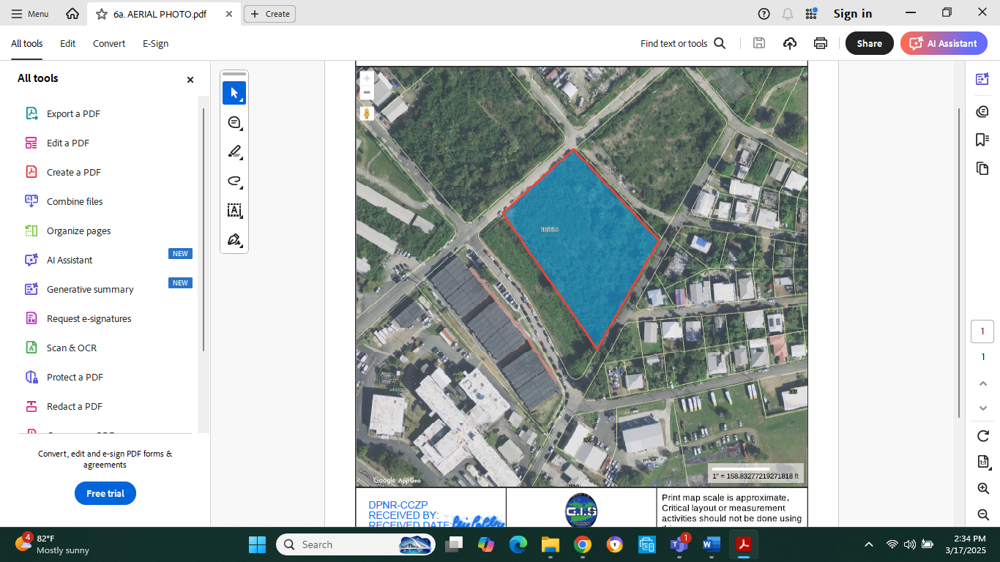 Menu
6a. AERIAL PHOTO.pdf
Create
Sign in
All tools
Edit
Convert
E-Sign
Find text or tools
Share
AI Assistant
All tools
Export a PDF
Edit a PDF
Create a PDF
Combine files
Organize pages
AI Assistant
NEW
Generative summary
NEW
Request e-signatures
Scan & OCR
Protect a PDF
Redact a PDF
Convert, edit and e-sign PDF forms &
agreements
Free trial
Google AppGeo
1" = 158.83277219271818 ft
DPNR-CCZP
RECEIVED BY:
RECEIVED DATE:
G.I.S
Print map scale is approximate,
Critical layout or measurement
activities should not be done using
1
1
4
82°F
Mostly sunny
Search
1
2:34 PM
3/17/2025